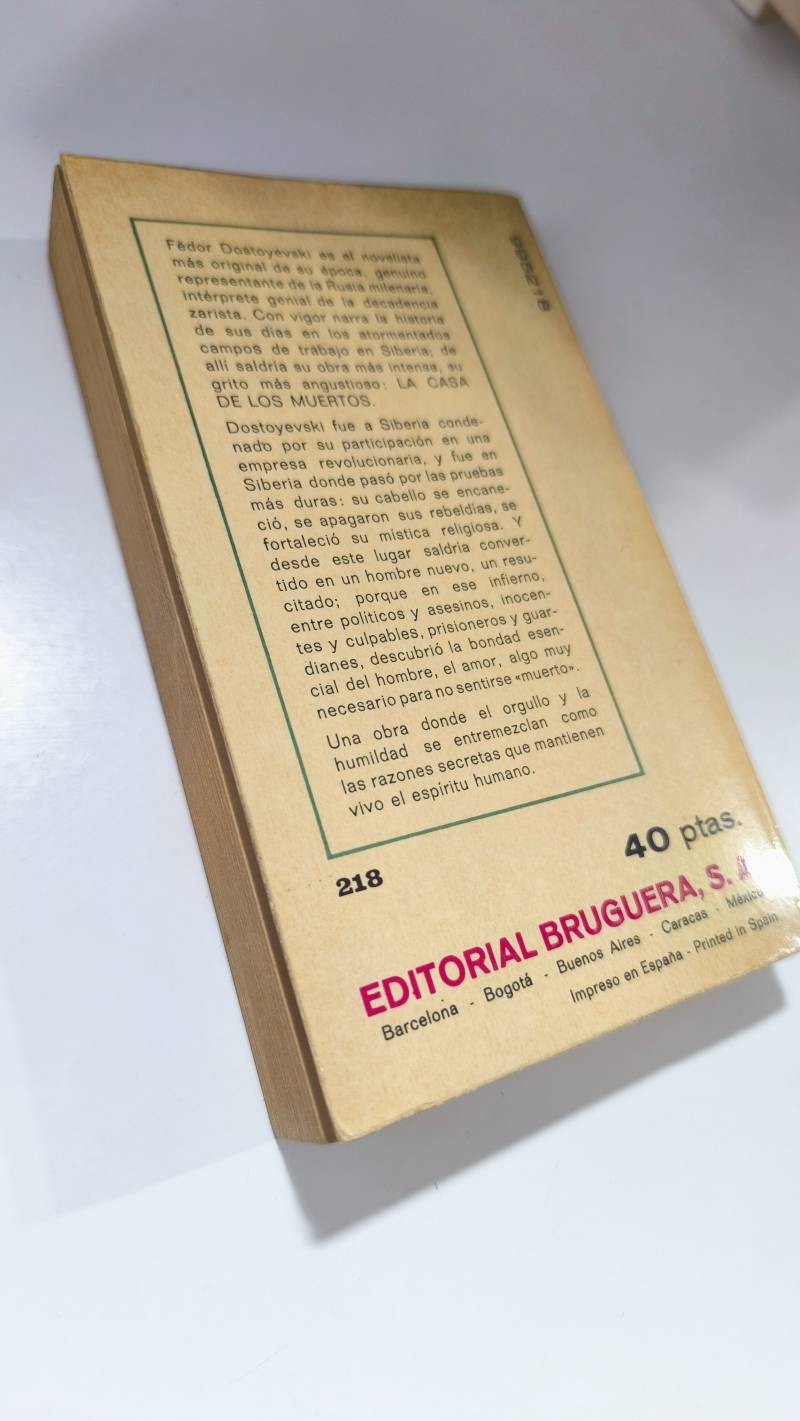 Fëdor Dostoyevski es el novelista
más original de su época, genuino
representante de la Rusia milenaria,
intérprete genial de la decadencia
zarista. Con vigor narra la historia
de sus días en los atormentados
campos de trabajo en Siberia; de
allí saldría su obra más intensa, su
grito más angustioso: LA CASA
DE LOS MUERTOS.
Dostoyevski fue a Siberia conde-
nado por su participación en una
empresa revolucionaria, y fue en
Siberia donde pasó por las pruebas
más duras: su cabello se encane-
ció, se apagaron sus rebeldías, se
fortaleció su mística religiosa. Y
desde este lugar saldría conver-
tido en un hombre nuevo, un resu-
citado; porque en ese infierno,
entre políticos y asesinos, inocen-
tes y culpables, prisioneros y guar-
dianes, descubrió la bondad esen-
cial del hombre, el amor, algo muy
necesario para no sentirse «muerto».
Una obra donde el orgullo y la
humildad se entremezclan como
las razones secretas que mantienen
vivo el espíritu humano.
218
40 ptas.
EDITORIAL BRUGUERA, S. A.
Barcelona - Bogotá - Buenos Aires - Caracas - México
Impreso en España - Printed in Spain